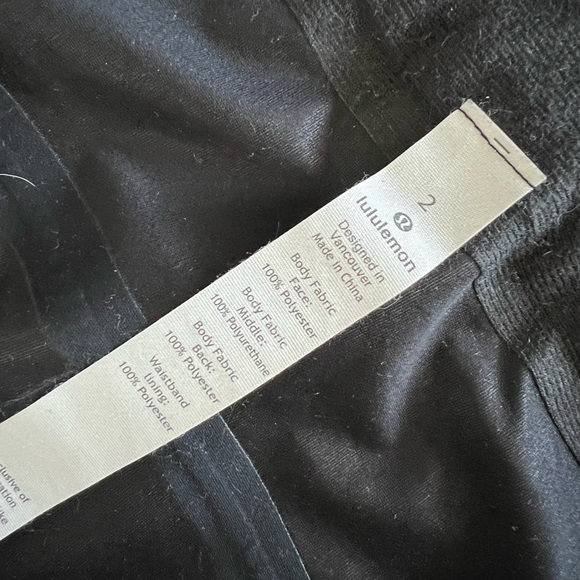 2
lululemon
Designed in
Vancouver
Made in China
Body Fabric
Face:
100% Polyester
Body Fabric
Middle:
100% Polyurethane
Body Fabric
Back:
100% Polyester
Waistband
lining:
100% Polyester
of